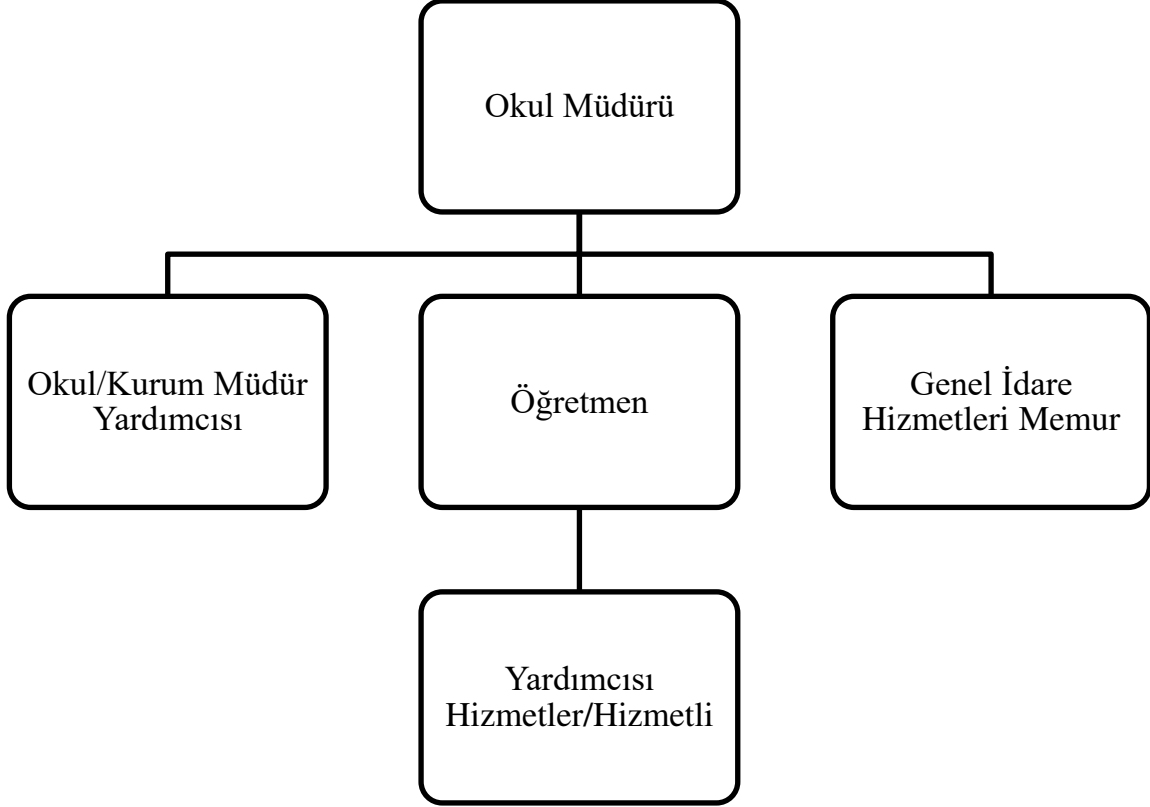 Okul Müdürü
Okul/Kurum Müdür
Yardımcısı
Öğretmen
Genel İdare
Hizmetleri Memur
Yardımcısı
Hizmetler/Hizmetli